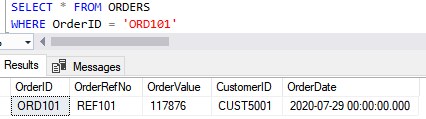 SELECT * FROM ORDERS
WHERE OrderID = 'ORD101'
Results Messages
OrderID OrderRefNo OrderValue CustomerID OrderDate
ORD101 REF101 117876 CUST5001 2020-07-29 00:00:00.000